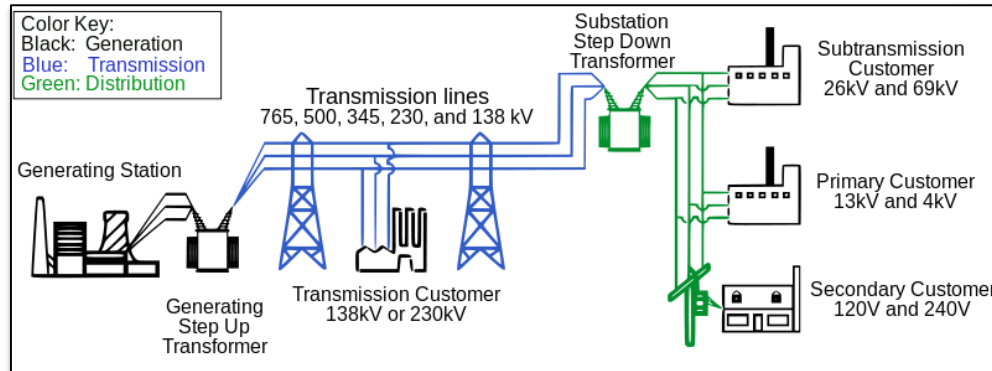 Color Key:
Black: Generation
Blue: Transmission
Green: Distribution
Substation
Step Down
Transformer
Subtransmission
Customer
26kV and 69kV
Transmission lines
765, 500, 345, 230, and 138 kV
Generating Station
Primary Customer
13kV and 4kV
Transmission Customer
138kV or 230kV
Generating
Step Up
Transformer
Secondary Customer
120V and 240V